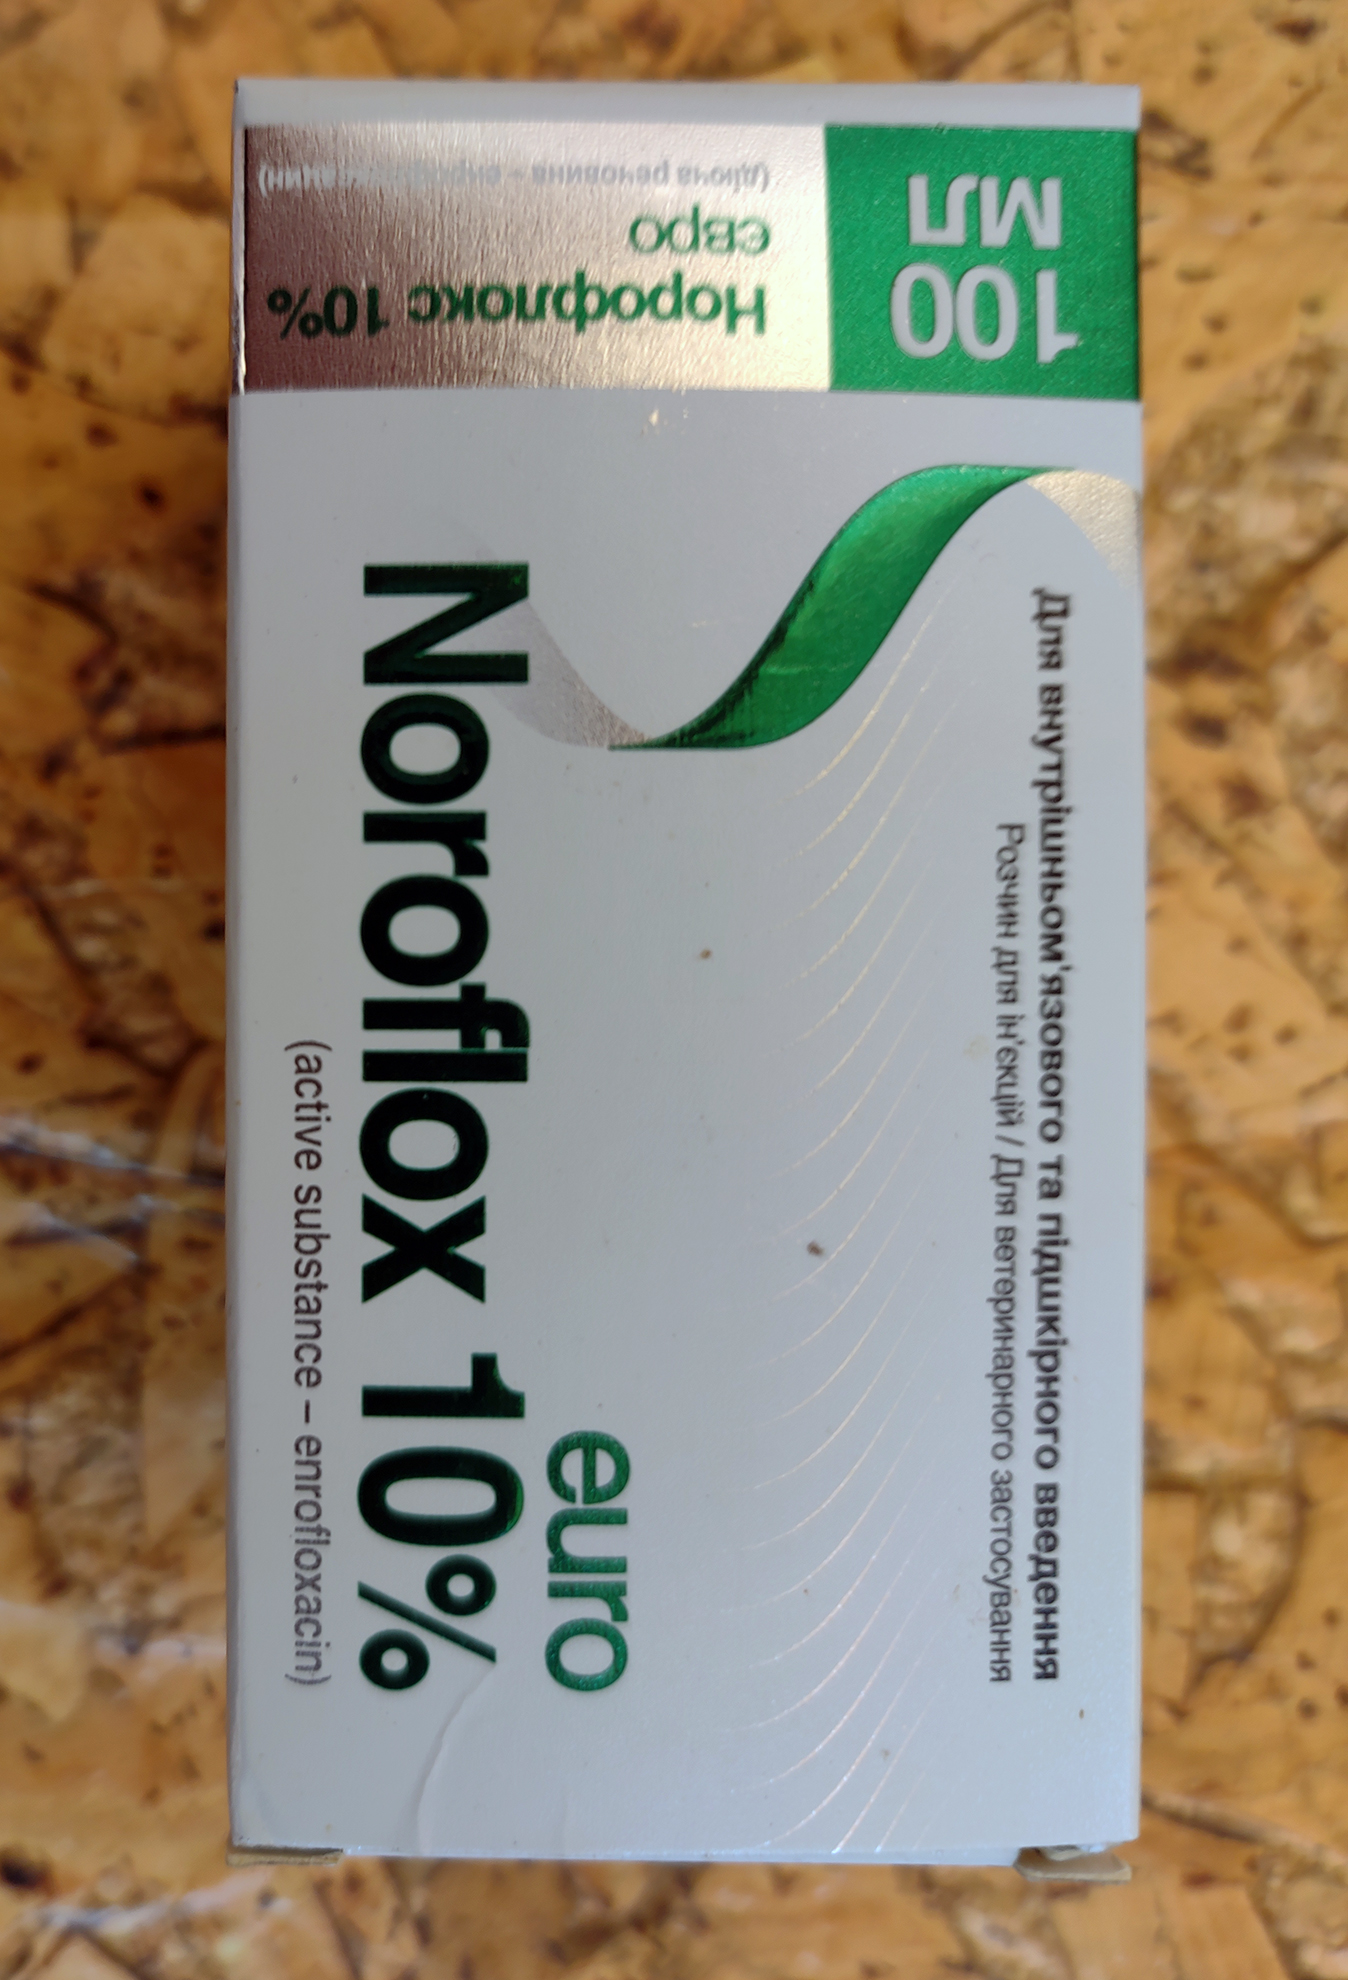 100
МЛ
Норофлокс 10%
євро
(діюча речовина - енрофлоксацин)
Noroflox 10%
euro
(active substance – enrofloxacin)
Для внутрішньом'язового та підшкірного введення
Розчин для ін'єкцій / Для ветеринарного застосування